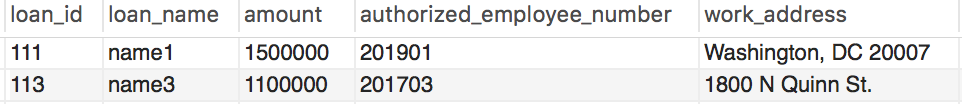 loan_id loan_name amount authorized_employee_number work_address
111 name1 1500000 201901 Washington, DC 20007
113 name3 1100000 201703 1800 N Quinn St.